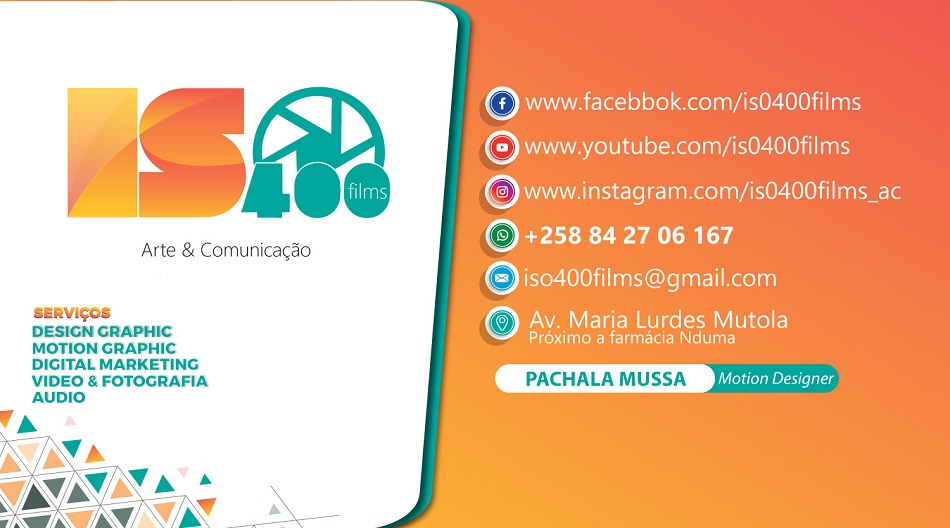 ISO
400 films
Arte & Comunicação
SERVIÇOS
DESIGN GRAPHIC
MOTION GRAPHIC
DIGITAL MARKETING
VIDEO & FOTOGRAFIA
AUDIO
www.facebbok.com/is0400films
www.youtube.com/is0400films
www.instagram.com/is0400films_ac
+258 84 27 06 167
iso400films@gmail.com
Av. Maria Lurdes Mutola
Próximo a farmácia Nduma
PACHALA MUSSA Motion Designer